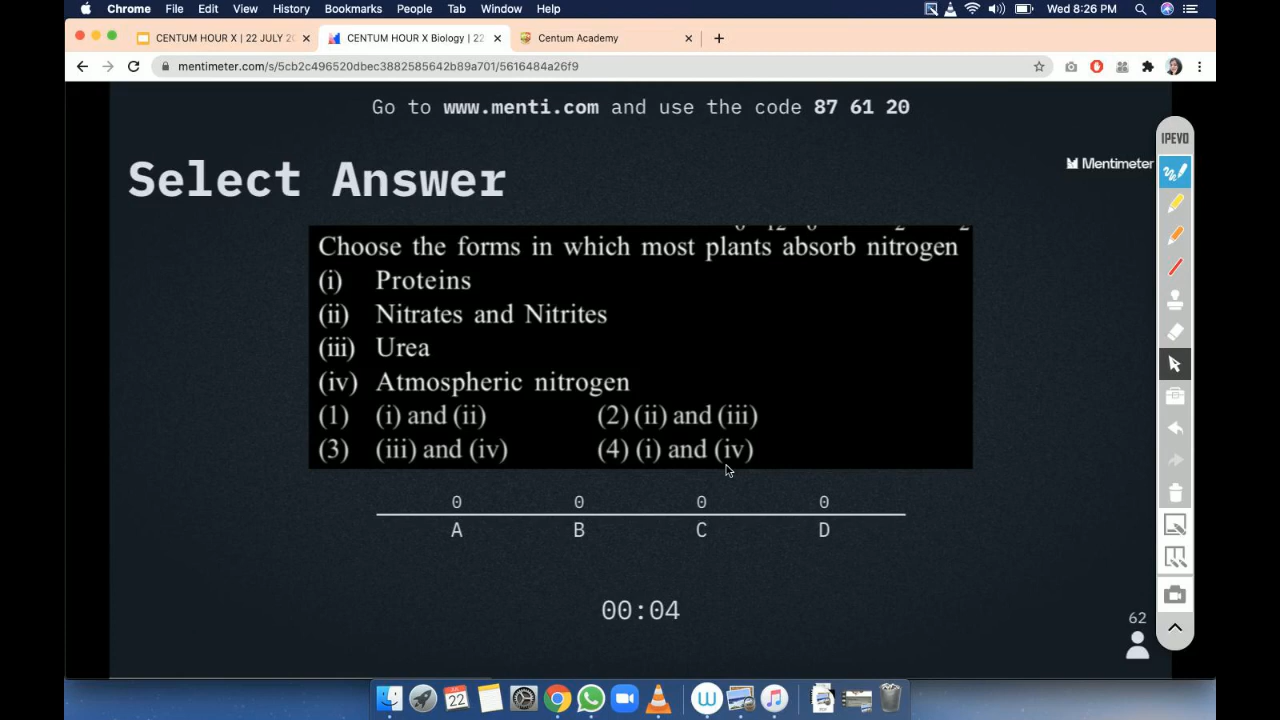 Chrome File Edit View History Bookmarks People Tab Window Help Wed 8:26 PM
CENTUM HOUR X | 22 JULY 20 CENTUM HOUR X Biology | 22 Centum Academy
mentimeter.com/s/5cb2c496520dbec3882585642b89a701/5616484a26f9
Go to www.menti.com and use the code 87 61 20
IPEVO
Mentimeter
Select Answer
Choose the forms in which most plants absorb nitrogen
(i) Proteins
(ii) Nitrates and Nitrites
(iii) Urea
(iv) Atmospheric nitrogen
(1) (i) and (ii) (2) (ii) and (iii)
(3) (iii) and (iv) (4) (i) and (iv)
0 0 0 0
A B C D
00:04
62
22